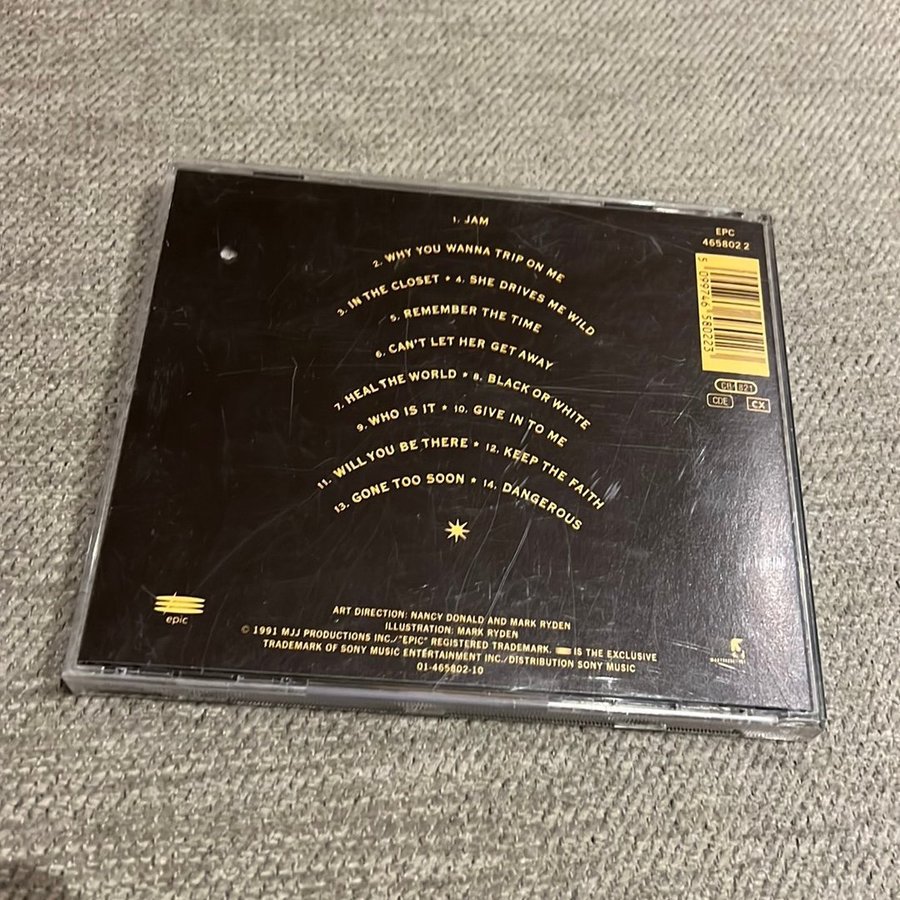 1. JAM
2. WHY YOU WANNA TRIP ON ME
3. IN THE CLOSET * 4. SHE DRIVES ME WILD
5. REMEMBER THE TIME
6. CAN'T LET HER GET AWAY
7. HEAL THE WORLD * 8. BLACK OR WHITE
9. WHO IS IT * 10. GIVE IN TO ME
11. WILL YOU BE THERE * 12. KEEP THE FAITH
13. GONE TOO SOON * 14. DANGEROUS
EPC
465802 2
5 099746 580223
CB 821
CDE
CX
epic
ART DIRECTION: NANCY DONALD AND MARK RYDEN
ILLUSTRATION: MARK RYDEN
© 1991 MJJ PRODUCTIONS INC./"EPIC" REGISTERED TRADEMARK. IS THE EXCLUSIVE
TRADEMARK OF SONY MUSIC ENTERTAINMENT INC./DISTRIBUTION SONY MUSIC
01-465802-10